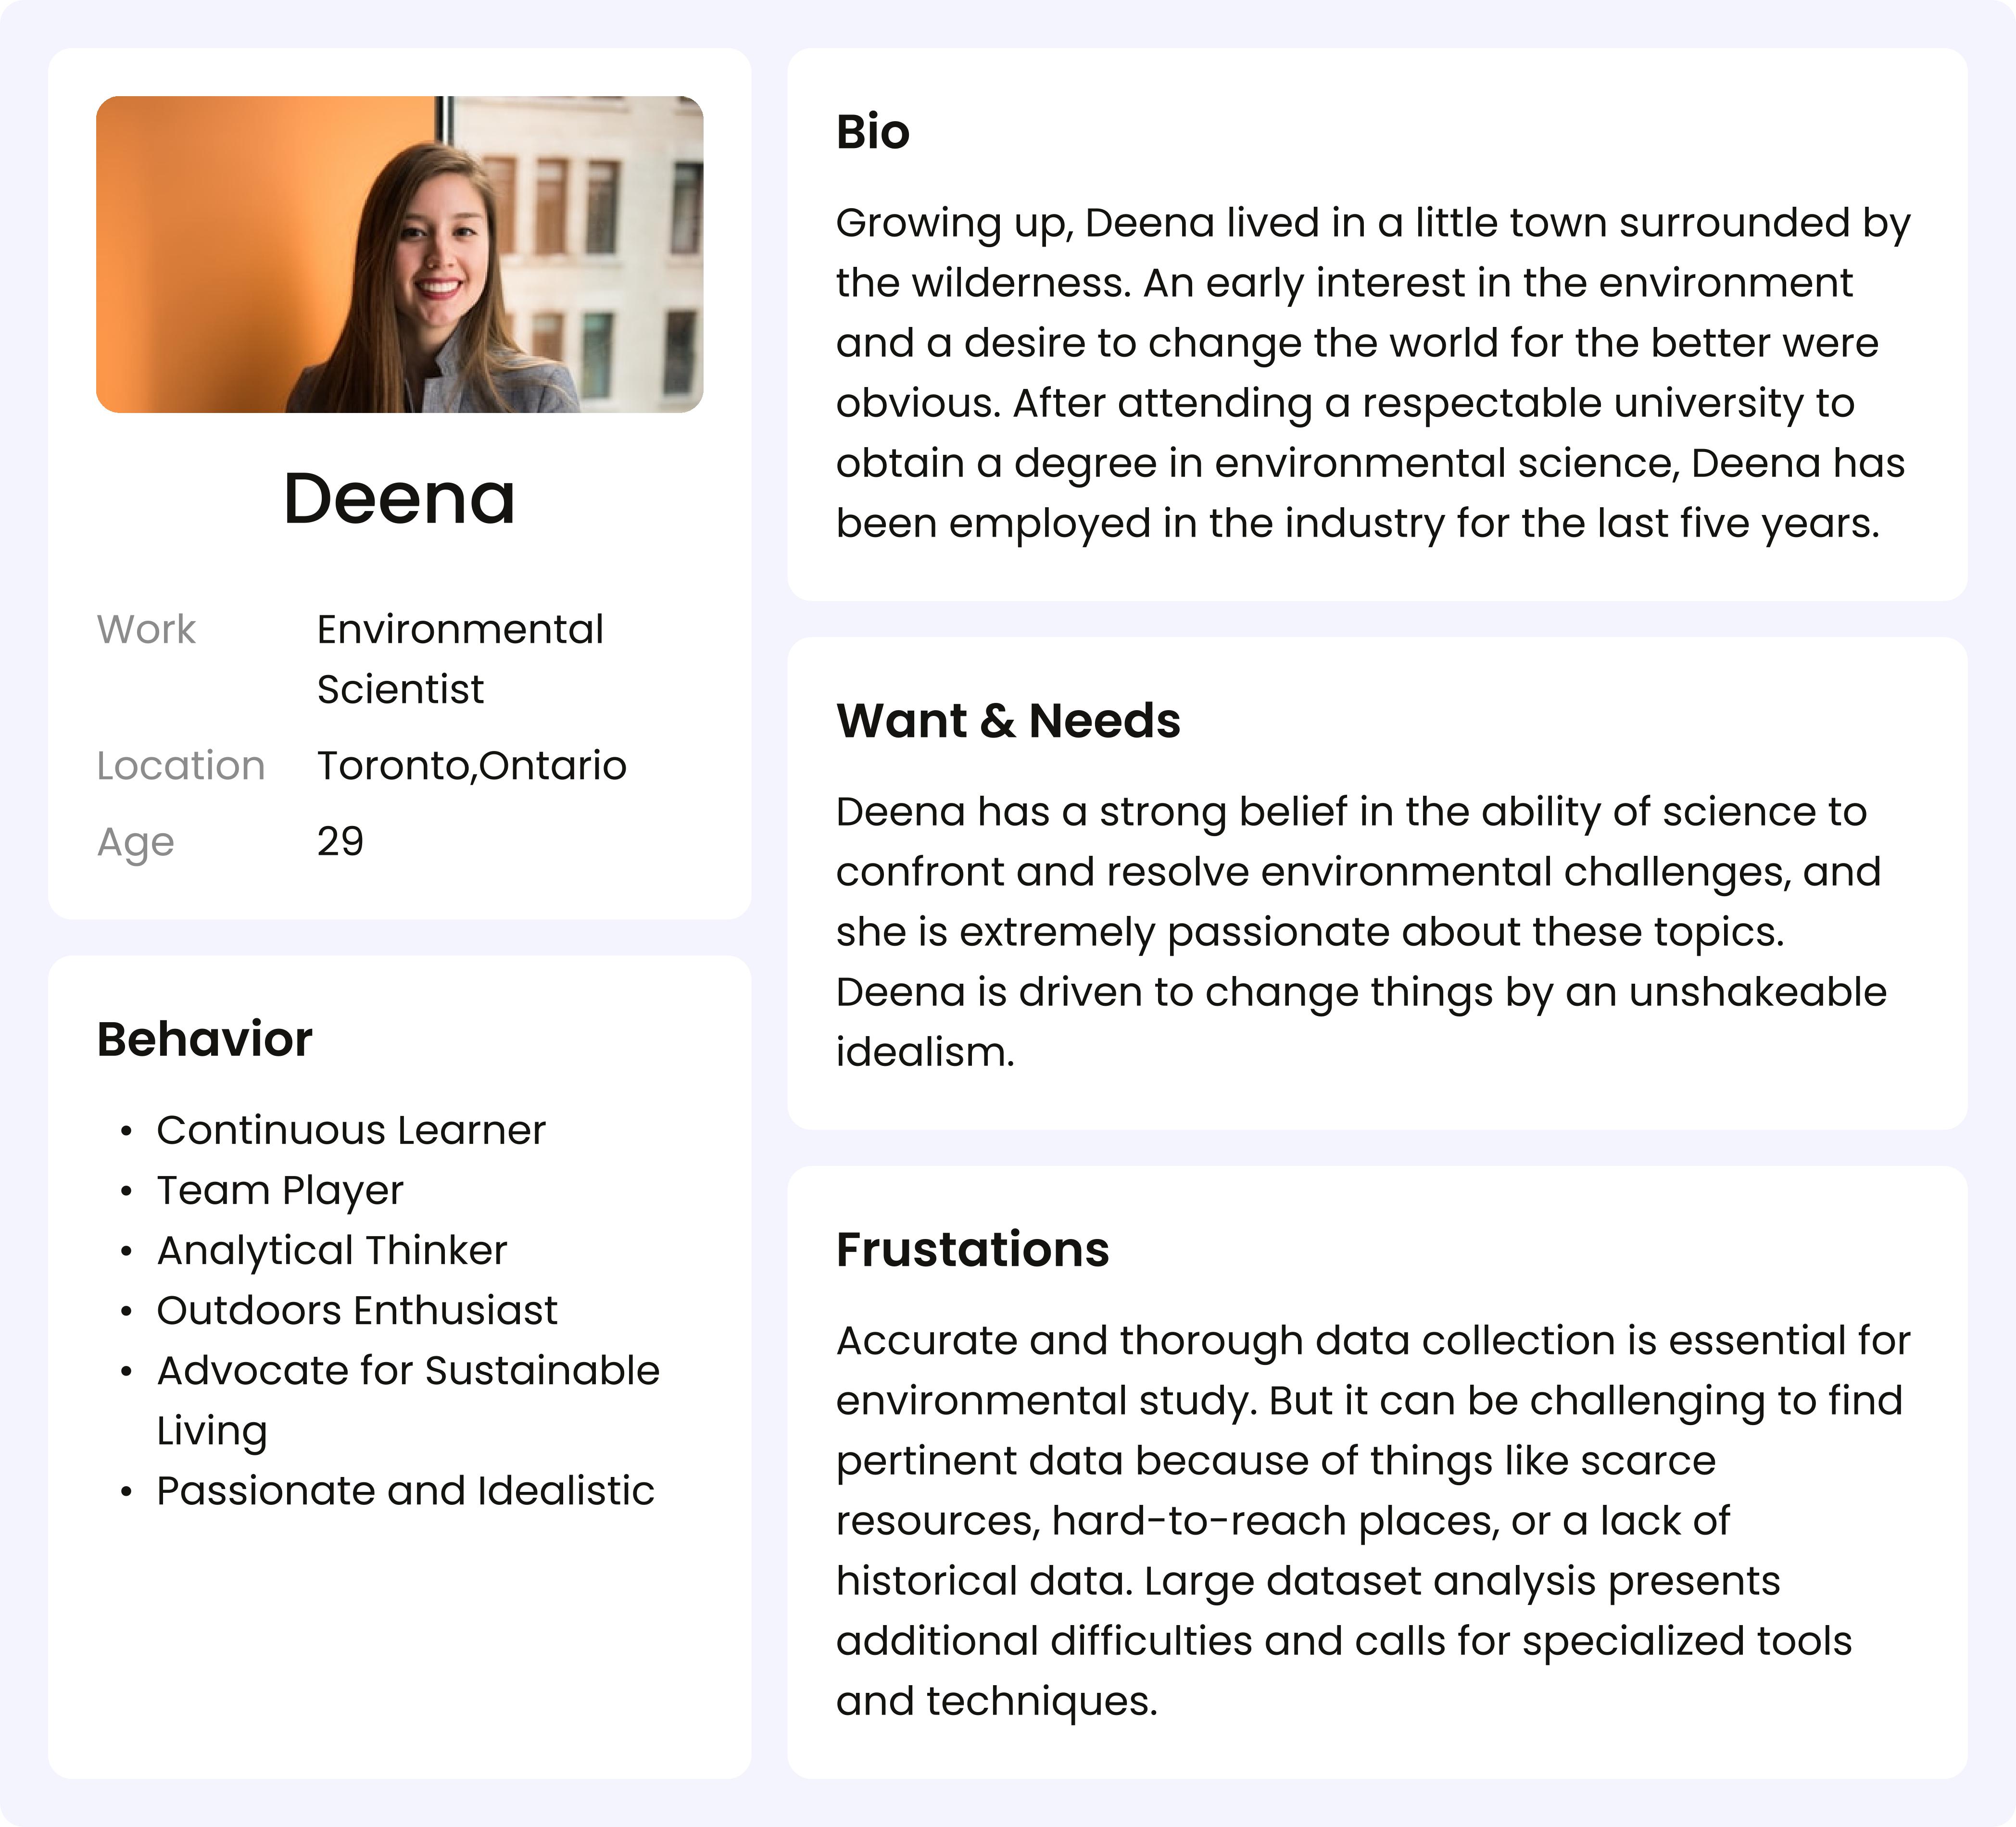 Deena
Work Environmental
Scientist
Location Toronto,Ontario
Age 29
Behavior
• Continuous Learner
• Team Player
• Analytical Thinker
• Outdoors Enthusiast
• Advocate for Sustainable
Living
• Passionate and Idealistic
Bio
Growing up, Deena lived in a little town surrounded by
the wilderness. An early interest in the environment
and a desire to change the world for the better were
obvious. After attending a respectable university to
obtain a degree in environmental science, Deena has
been employed in the industry for the last five years.
Want & Needs
Deena has a strong belief in the ability of science to
confront and resolve environmental challenges, and
she is extremely passionate about these topics.
Deena is driven to change things by an unshakeable
idealism.
Frustations
Accurate and thorough data collection is essential for
environmental study. But it can be challenging to find
pertinent data because of things like scarce
resources, hard-to-reach places, or a lack of
historical data. Large dataset analysis presents
additional difficulties and calls for specialized tools
and techniques.